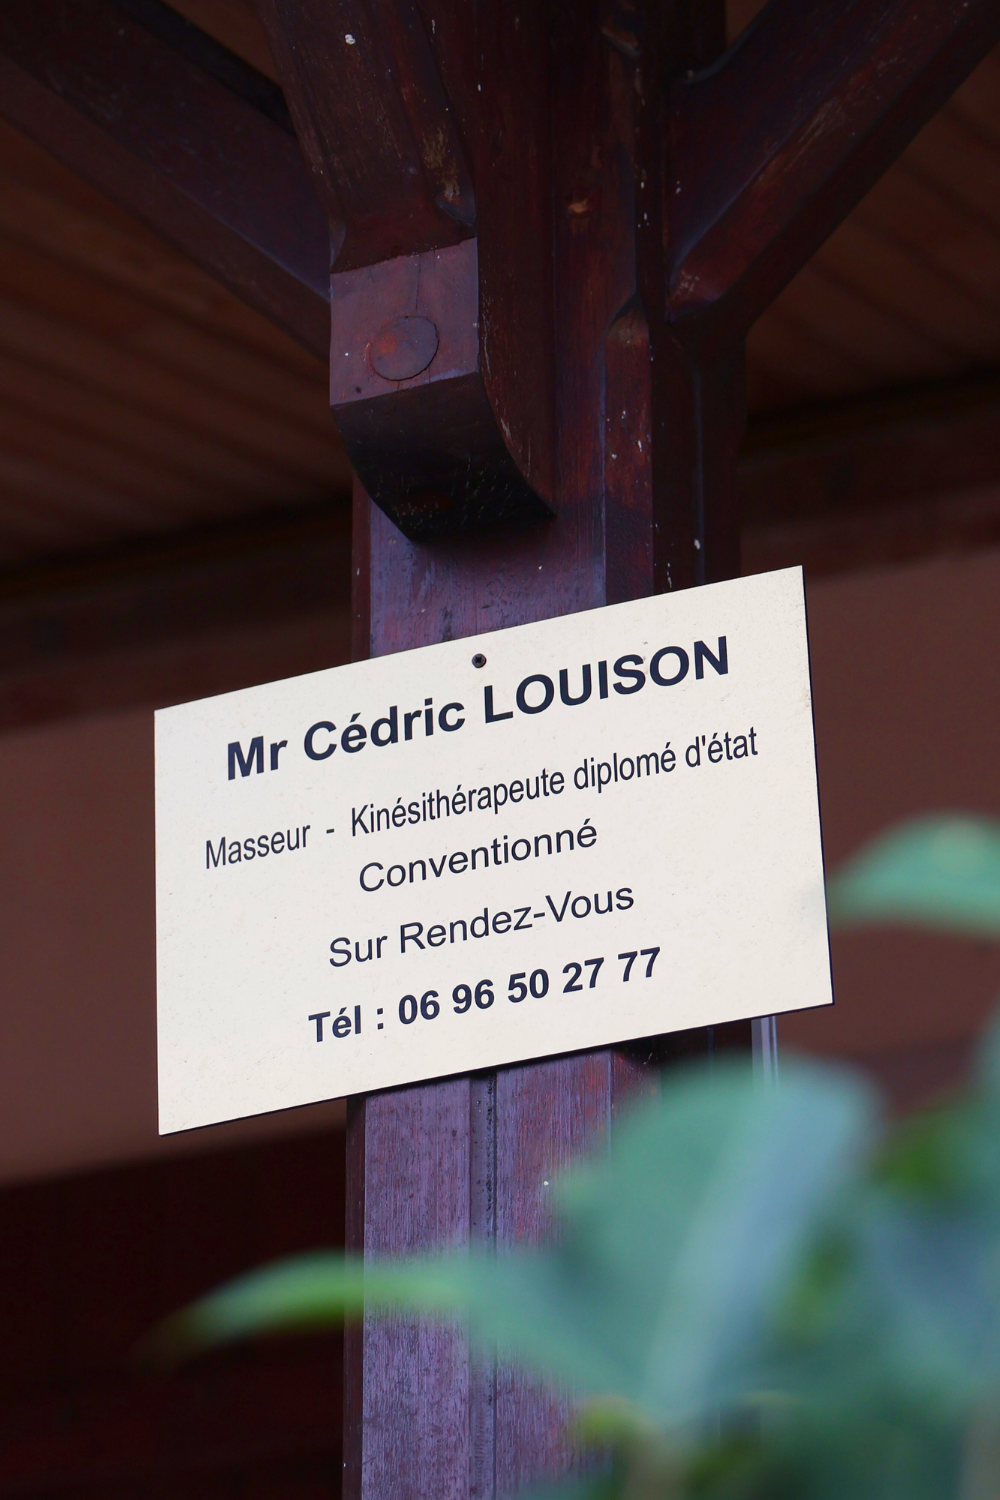 Mr Cédric LOUISON
Masseur - Kinésithérapeute diplomé d'état
Conventionné
Sur Rendez-Vous
Tél : 06 96 50 27 77